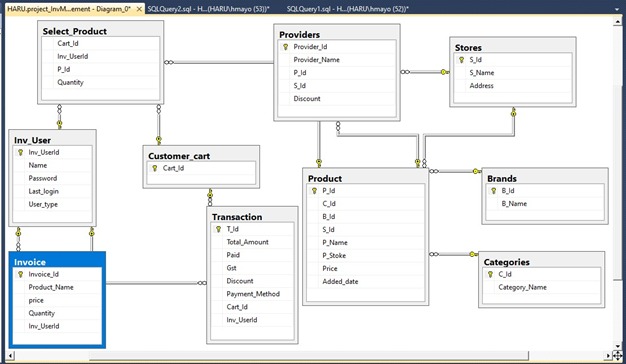 HARU.project_InvM...ement - Diagram_0*
SQLQuery2.sql - H...(HARU\hmayo (53))*
SQLQuery1.sql - H...(HARU\hmayo (52))*
Select_Product
Cart_Id
Inv_UserId
P_Id
Quantity
Providers
Provider_Id
Provider_Name
P_Id
S_Id
Discount
Stores
S_Id
S_Name
Address
Inv_User
Inv_UserId
Name
Password
Last_login
User_type
Customer_cart
Cart_Id
Product
P_Id
C_Id
B_Id
S_Id
P_Name
P_Stoke
Price
Added_date
Brands
B_Id
B_Name
Transaction
T_Id
Total_Amount
Paid
Gst
Discount
Payment_Method
Cart_Id
Inv_UserId
Invoice
Invoice_Id
Product_Name
price
Quantity
Inv_UserId
Categories
C_Id
Category_Name